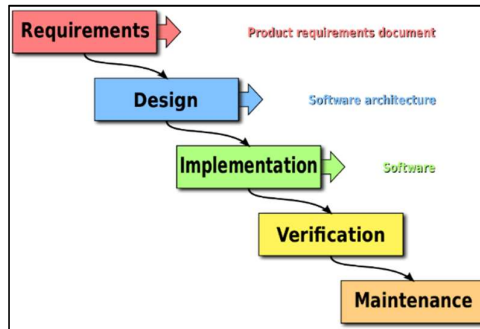 Requirements
Product requirements document
Design
Software architecture
Implementation
Software
Verification
Maintenance